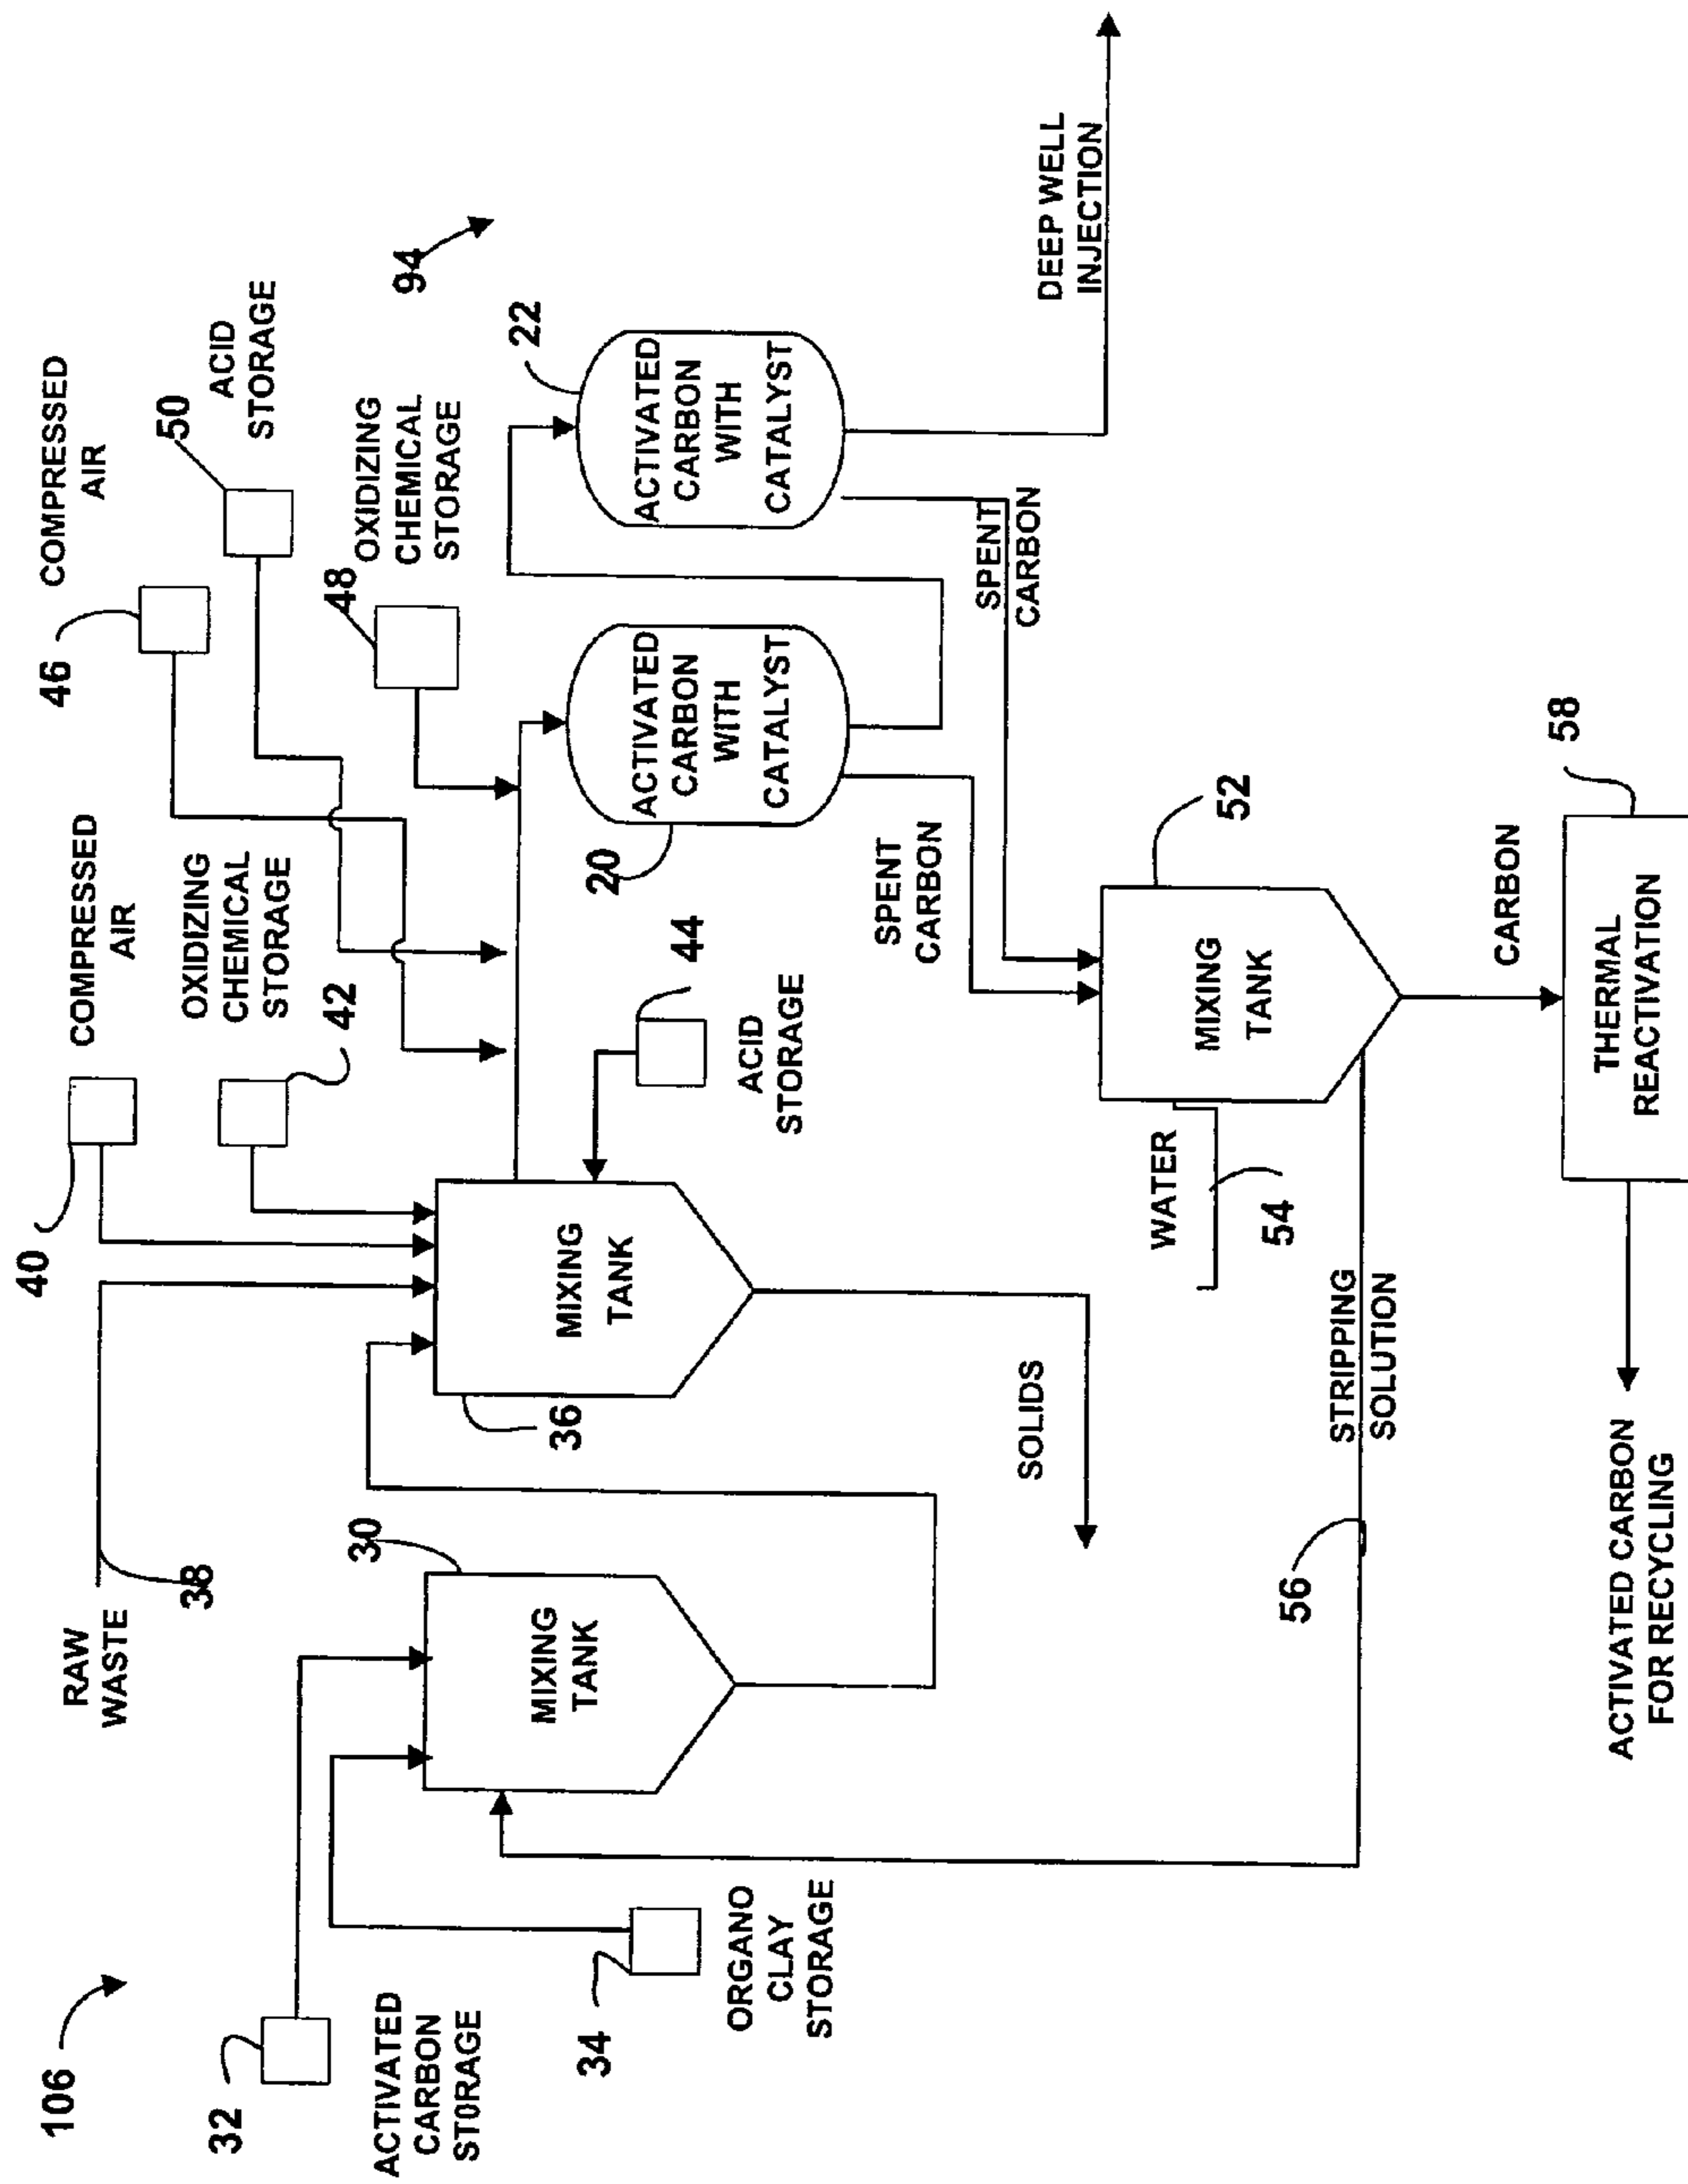 106
32
ACTIVATED
CARBON
ST0RAGE
34
ORGANO
CLAY
STORAGE
RAW
WASTE
38
30
MIXING
TANK
40
COMPRESSED
AIR
OXIDIZING
CHEMICAL
STORAGE
42
36
MIXING
TANK
44
ACID
STORAGE
SOLIDS
46
COMPRESSED
AIR
50
ACID
STORAGE
48
OXIDIZING
CHEMICAL
STORAGE
94
20
ACTIVATED
CARBON
WITH
CATALYST
22
ACTIVATED
CARBON
WITH
CATALYST
SPENT
CARBON
SPENT
CARBON
DEEP WELL
INJECTION
52
MIXING
TANK
WATER
54
STRIPPING
SOLUTION
56
CARBON
58
THERMAL
REACTIVATION
ACTIVATED CARBON
FOR RECYCLING